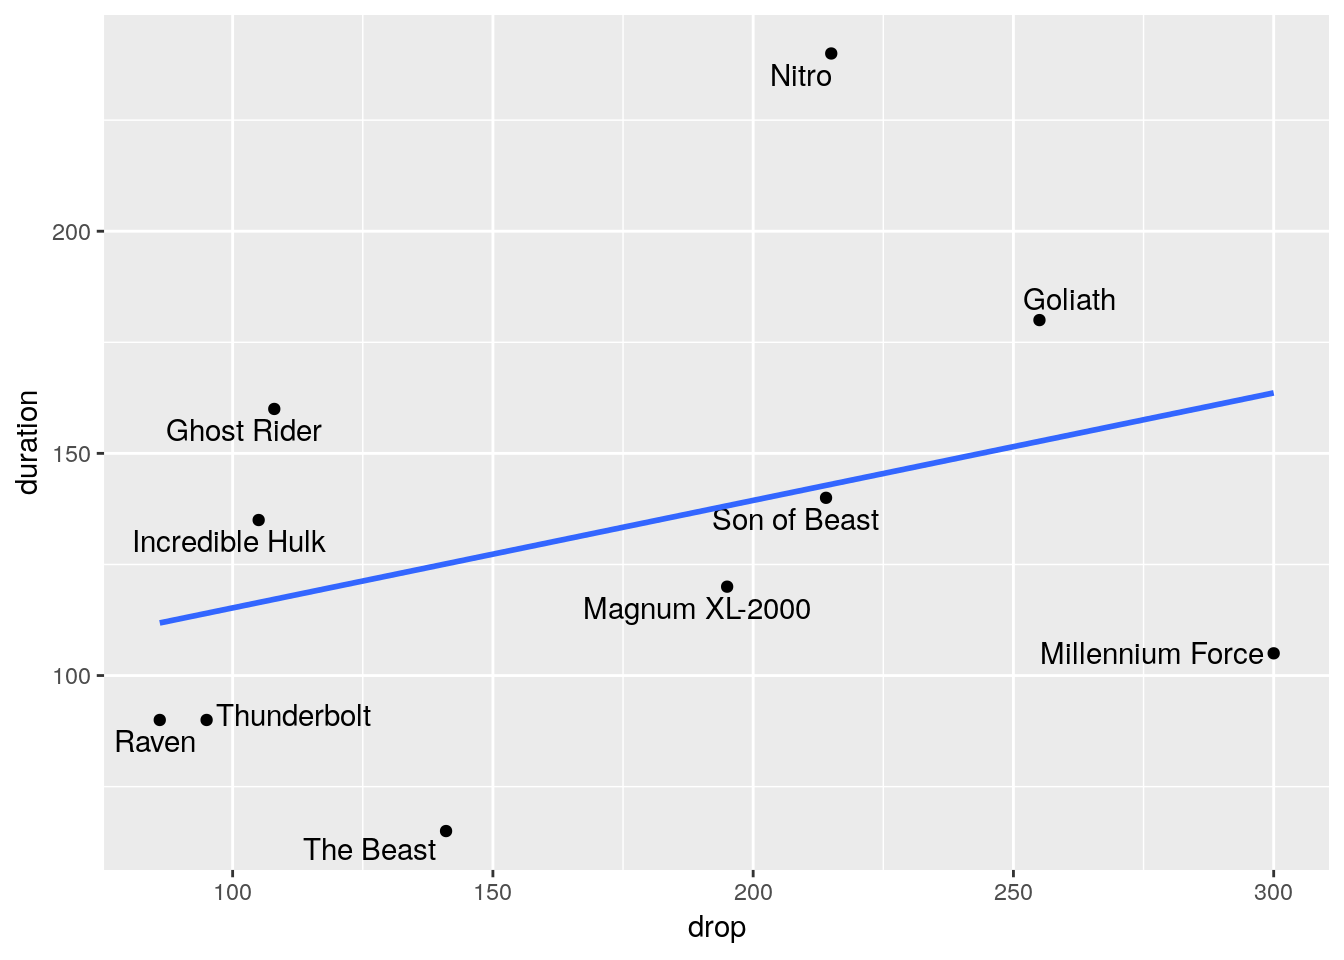 Nitro
200
Goliath
Ghost Rider
150
duration
Son of Beast
Incredible Hulk
Magnum XL-2000
Millennium Force
100
Thunderbolt
Raven
The Beast
100 150 200 250 300
drop